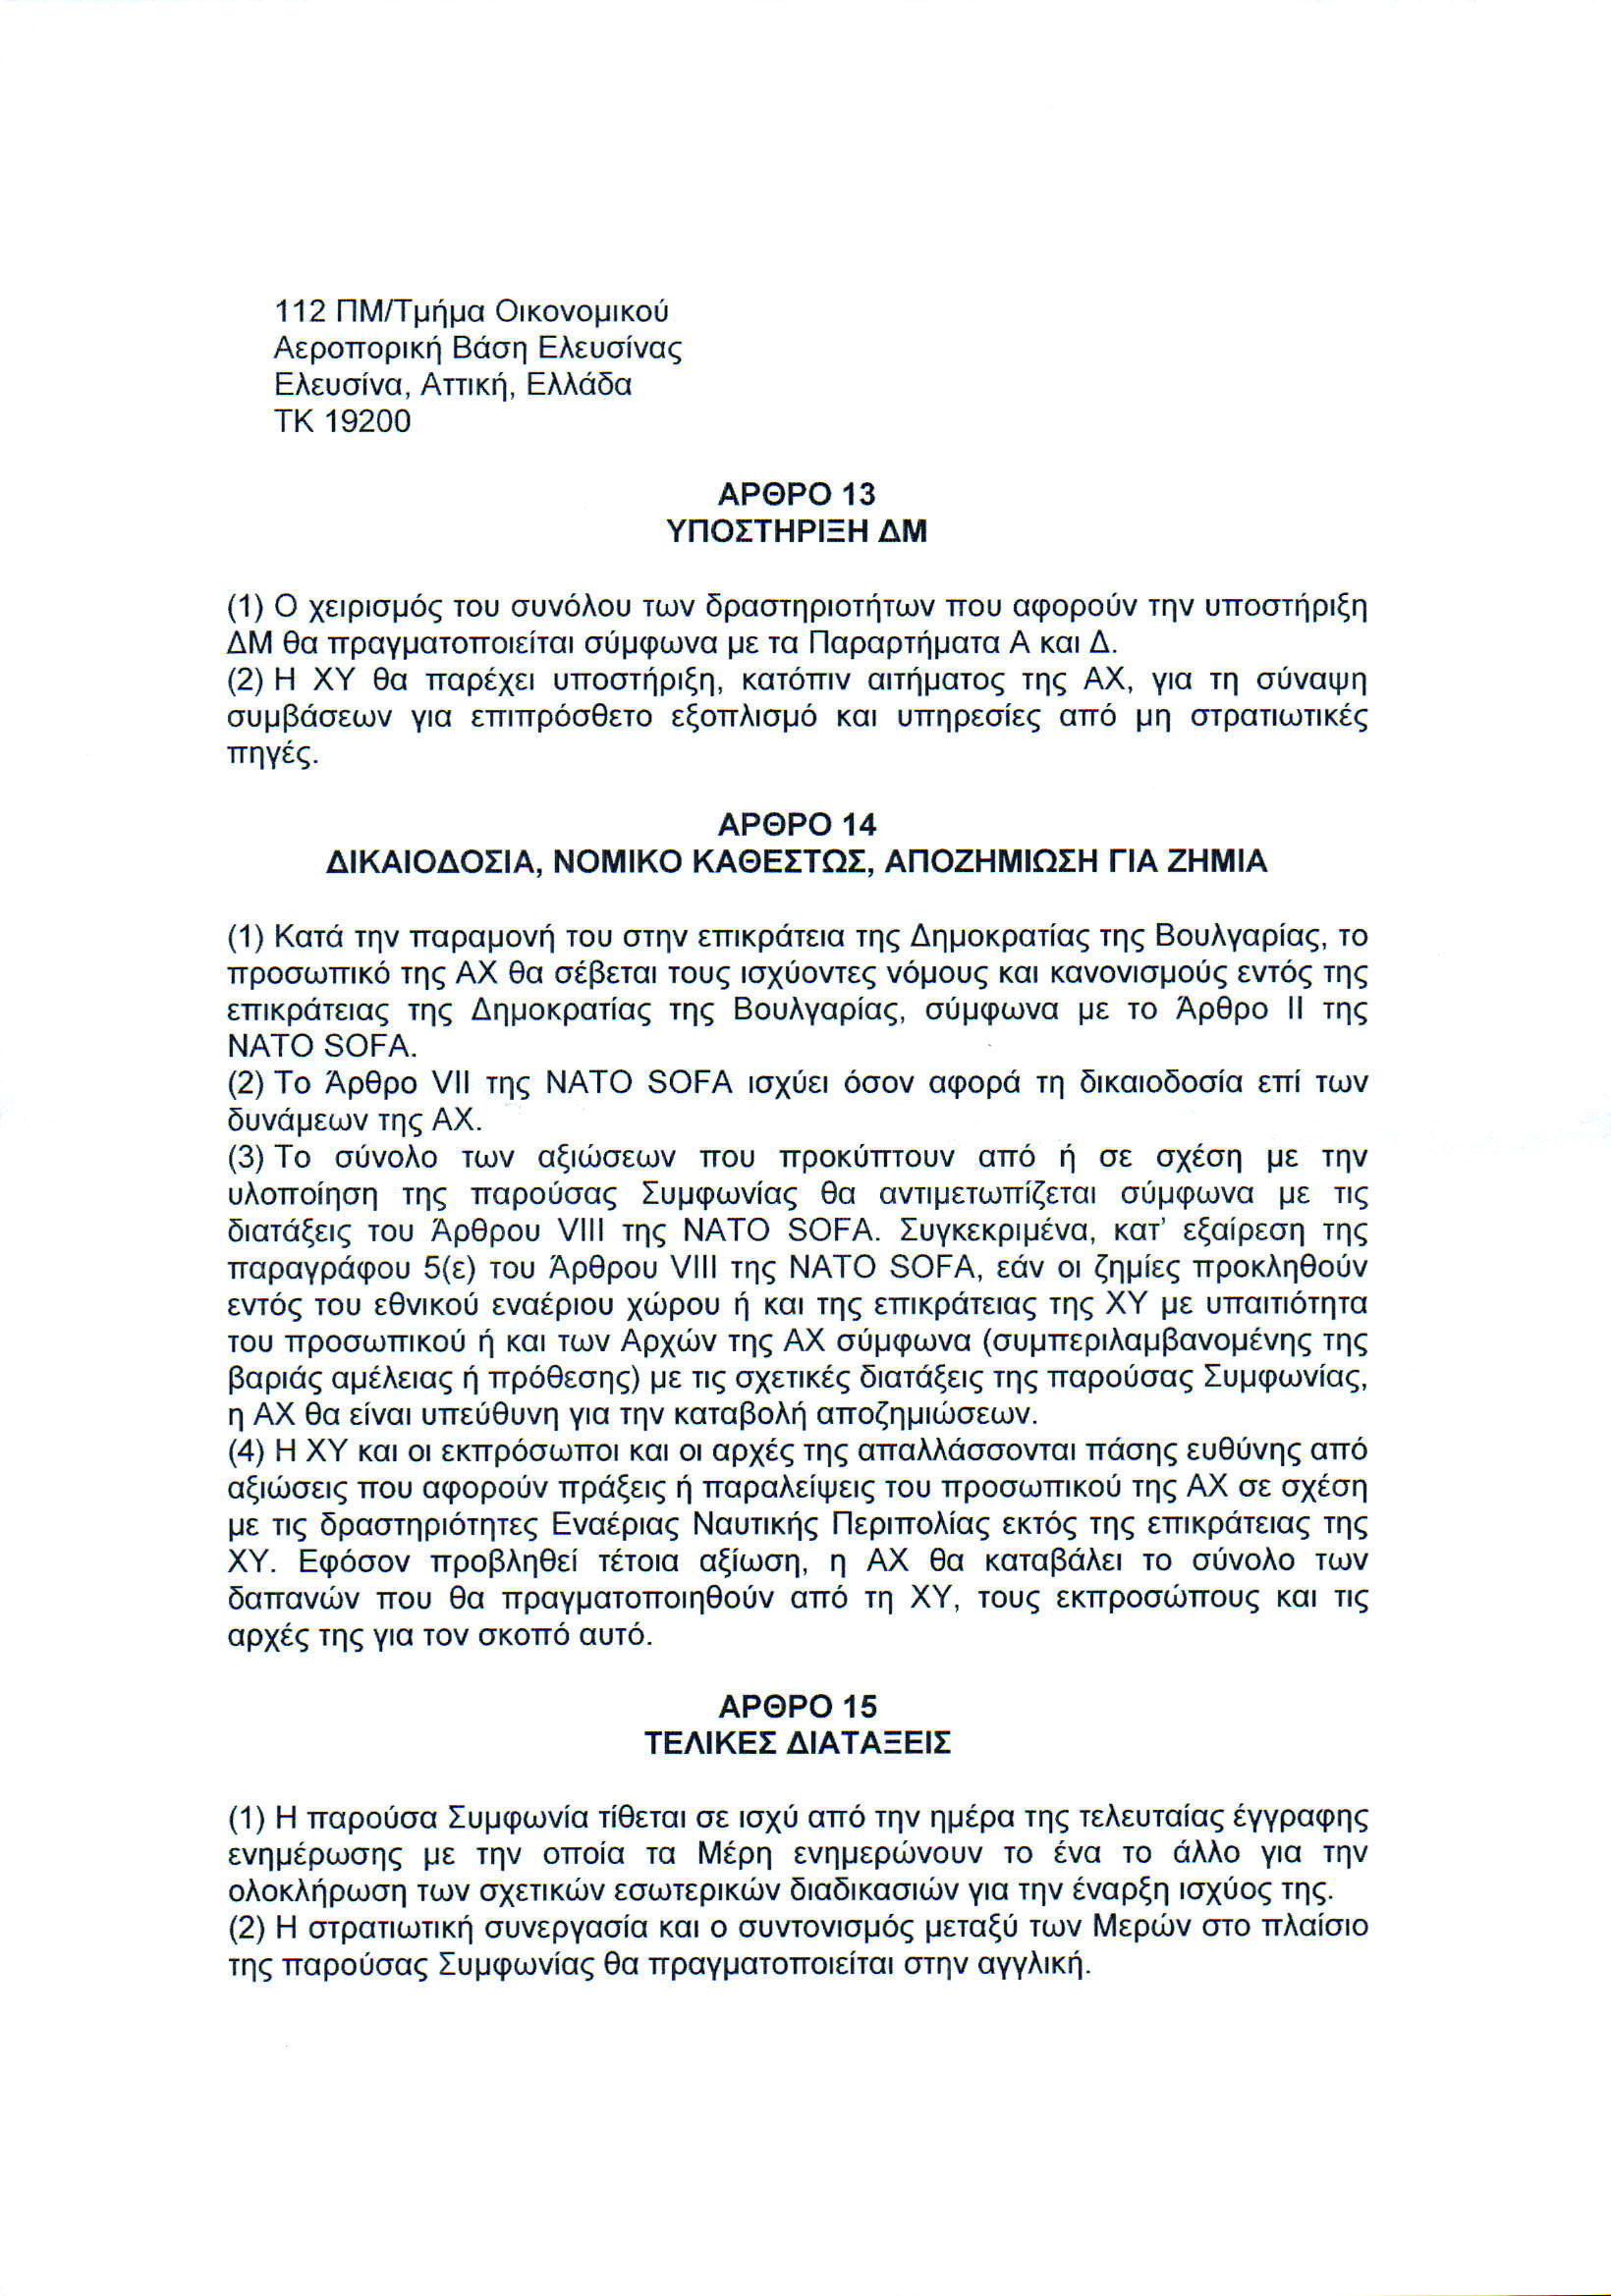 112 ΠΜ/Τμήμα Οικονομικού
Αεροπορική Βάση Ελευσίνας
Ελευσίνα, Αττική, Ελλάδα
ΤΚ 19200
ΑΡΘΡΟ 13
ΥΠΟΣΤΗΡΙΞΗ ΔΜ
(1) Ο χειρισμός του συνόλου των δραστηριοτήτων που αφορούν την υποστήριξη
ΔΜ θα πραγματοποιείται σύμφωνα με τα Παραρτήματα Α και Δ.
(2) Η ΧΥ θα παρέχει υποστήριξη, κατόπιν αιτήματος της ΑΧ, για τη σύναψη
συμβάσεων για επιπρόσθετο εξοπλισμό και υπηρεσίες από μη στρατιωτικές
πηγές.
ΑΡΘΡΟ 14
ΔΙΚΑΙΟΔΟΣΙΑ, ΝΟΜΙΚΟ ΚΑΘΕΣΤΩΣ, ΑΠΟΖΗΜΙΩΣΗ ΓΙΑ ΖΗΜΙΑ
(1) Κατά την παραμονή του στην επικράτεια της Δημοκρατίας της Βουλγαρίας, το
προσωπικό της ΑΧ θα σέβεται τους ισχύοντες νόμους και κανονισμούς εντός της
επικράτειας της Δημοκρατίας της Βουλγαρίας, σύμφωνα με το Άρθρο II της
NATO SOFA.
(2) Το Άρθρο VII της NATO SOFA ισχύει όσον αφορά τη δικαιοδοσία επί των
δυνάμεων της ΑΧ.
(3) Το σύνολο των αξιώσεων που προκύπτουν από ή σε σχέση με την
υλοποίηση της παρούσας Συμφωνίας θα αντιμετωπίζεται σύμφωνα με τις
διατάξεις του Άρθρου VIII της NATO SOFA. Συγκεκριμένα, κατ’ εξαίρεση της
παραγράφου 5(ε) του Άρθρου VIII της NATO SOFA, εάν οι ζημίες προκληθούν
εντός του εθνικού εναέριου χώρου ή και της επικράτειας της ΧΥ με υπαιτιότητα
του προσωπικού ή και των Αρχών της ΑΧ σύμφωνα (συμπεριλαμβανομένης της
βαριάς αμέλειας ή πρόθεσης) με τις σχετικές διατάξεις της παρούσας Συμφωνίας,
η ΑΧ θα είναι υπεύθυνη για την καταβολή αποζημιώσεων.
(4) Η ΧΥ και οι εκπρόσωποι και οι αρχές της απαλλάσσονται πάσης ευθύνης από
αξιώσεις που αφορούν πράξεις ή παραλείψεις του προσωπικού της ΑΧ σε σχέση
με τις δραστηριότητες Εναέριας Ναυτικής Περιπολίας εκτός της επικράτειας της
ΧΥ. Εφόσον προβληθεί τέτοια αξίωση, η ΑΧ θα καταβάλει το σύνολο των
δαπανών που θα πραγματοποιηθούν από τη ΧΥ, τους εκπροσώπους και τις
αρχές της για τον σκοπό αυτό.
ΑΡΘΡΟ 15
ΤΕΛΙΚΕΣ ΔΙΑΤΑΞΕΙΣ
(1) Η παρούσα Συμφωνία τίθεται σε ισχύ από την ημέρα της τελευταίας έγγραφης
ενημέρωσης με την οποία τα Μέρη ενημερώνουν το ένα το άλλο για την
ολοκλήρωση των σχετικών εσωτερικών διαδικασιών για την έναρξη ισχύος της.
(2) Η στρατιωτική συνεργασία και ο συντονισμός μεταξύ των Μερών στο πλαίσιο
της παρούσας Συμφωνίας θα πραγματοποιείται στην αγγλική.